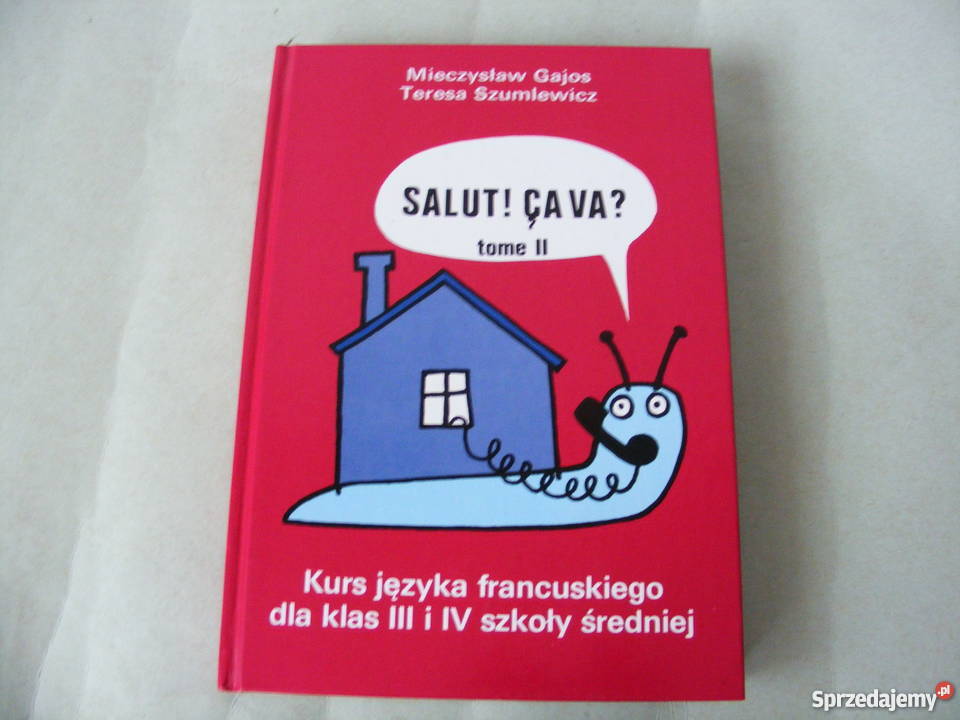 Mieczysław Gajos
Teresa Szumlewicz
SALUT! ÇA VA?
tome II
Kurs języka francuskiego
dla klas III i IV szkoły średniej
Sprzedajemy.pl